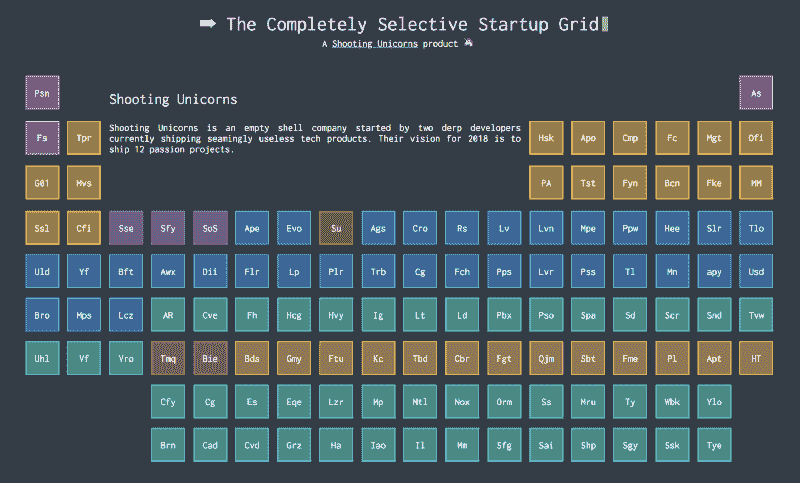 ➡ The Completely Selective Startup Grid
A Shooting Unicorns product 🦄
Psn As
Shooting Unicorns
Fs Tpr Shooting Unicorns is an empty shell company started by two derp developers Hsk Apo Cmp Fc Mgt Ofi
currently shipping seamingly useless tech products. Their vision for 2018 is to
ship 12 passion projects.
G01 Mvs PA Tst Fyn Bcn Fke MM
Ssl Cfi Sse Sfy SoS Ape Evo Su Ags Cro Rs Lv Lvn Mpe Ppw Hee Slr Tlo
Uld Yf Bft Awx Dii Flr Lp Plr Trb Cg Fch Pps Lvr Pss Tl Mn apy Usd
Bro Mps Lcz AR Cve Fh Hcg Hvy Ig Lt Ld Pbx Pso Spa Sd Scr Snd Tvw
Uhl Vf Vro Tmq Bie Bds Gmy Ftu Kc Tbd Cbr Fgt Qjm Sbt Fme Pl Apt HT
Cfy Cg Es Eqe Lzr Mp Mtl Nox Orm Ss Mru Ty Wbk Ylo
Brn Cad Cvd Grz Ha Iao Il Mm Sfg Sai Shp Sgy Ssk Tye